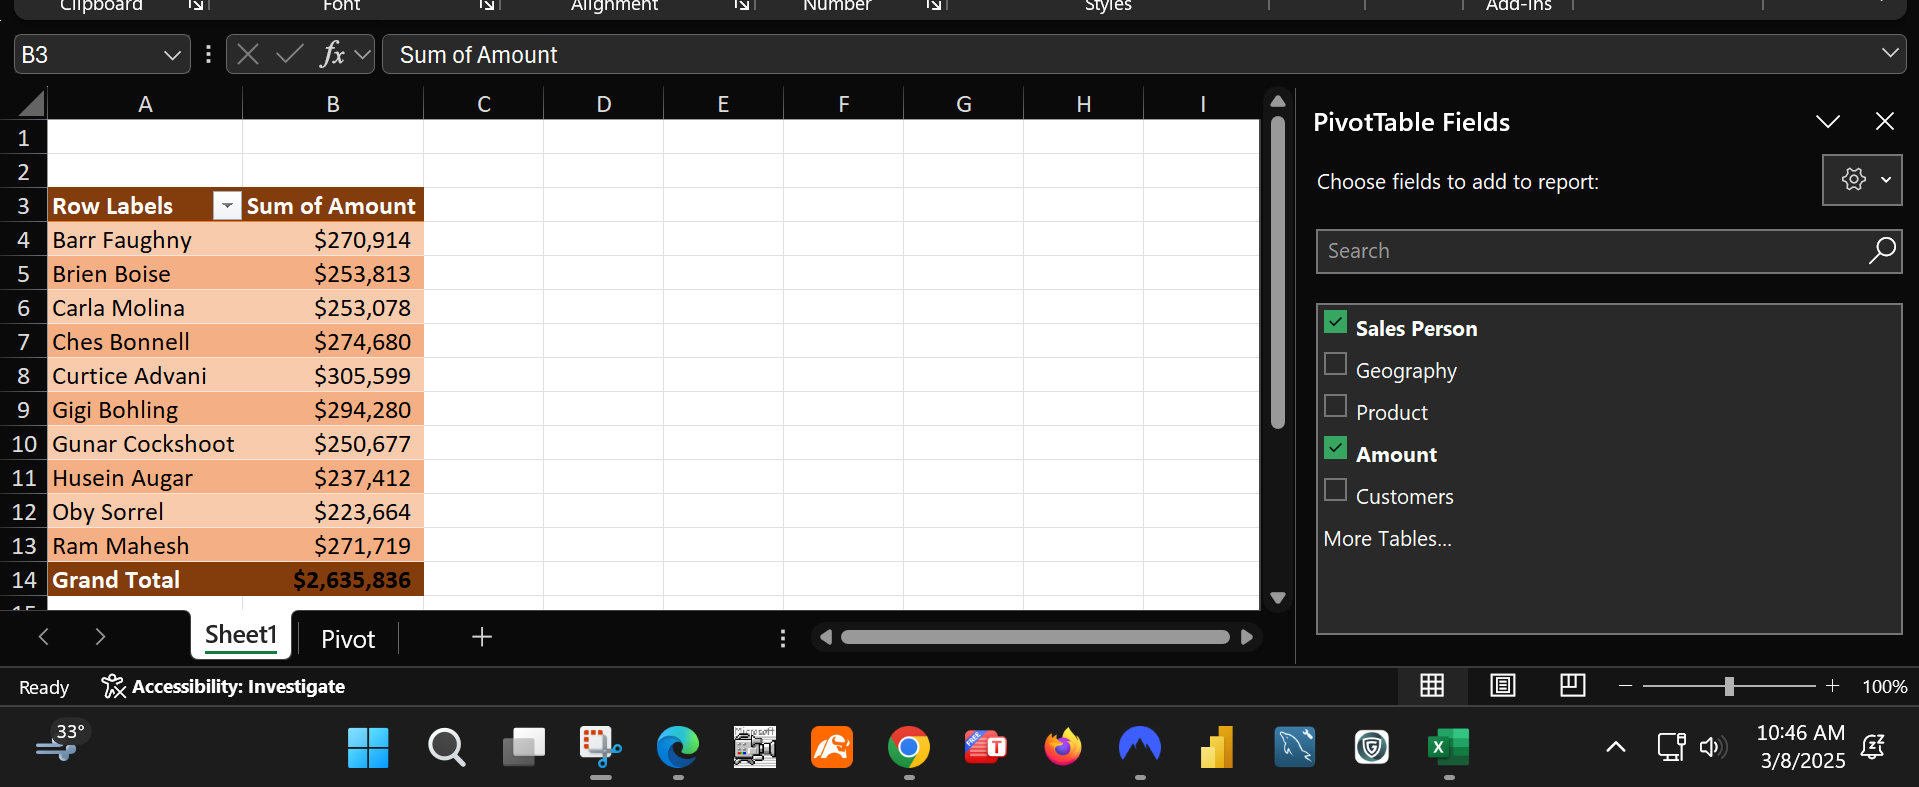 Clipboard Font Alignment Number Styles Add-ins
B3 fx Sum of Amount
A B C D E F G H I
PivotTable Fields
Choose fields to add to report:
Search
Sales Person
Geography
Product
Amount
Customers
More Tables...
1
2
3 Row Labels Sum of Amount
4 Barr Faughny $270,914
5 Brien Boise $253,813
6 Carla Molina $253,078
7 Ches Bonnell $274,680
8 Curtice Advani $305,599
9 Gigi Bohling $294,280
10 Gunar Cockshoot $250,677
11 Husein Augar $237,412
12 Oby Sorrel $223,664
13 Ram Mahesh $271,719
14 Grand Total $2,635,836
15
Sheet1 Pivot
Ready Accessibility: Investigate 100%
33°
Microsoft
FREE T
X
10:46 AM
3/8/2025